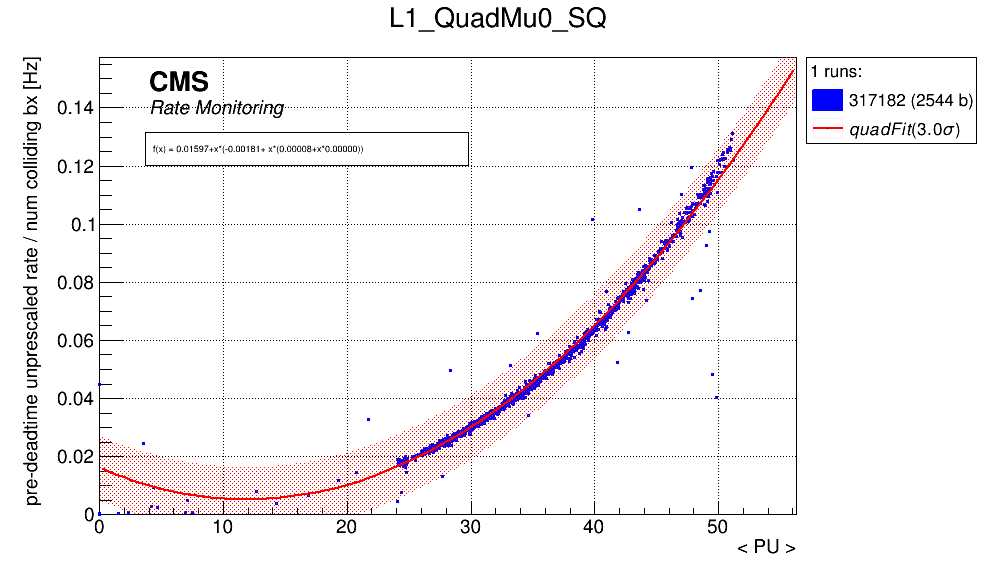 L1_QuadMu0_SQ
pre-deadtime unprescaled rate / num colliding bx [Hz]
CMS
Rate Monitoring
f(x) = 0.01597+x*(-0.00181+ x*(0.00008+x*0.00000))
0.14
0.12
0.1
0.08
0.06
0.04
0.02
0
0 10 20 30 40 50
< PU >
1 runs:
317182 (2544 b)
quadFit(3.0σ)